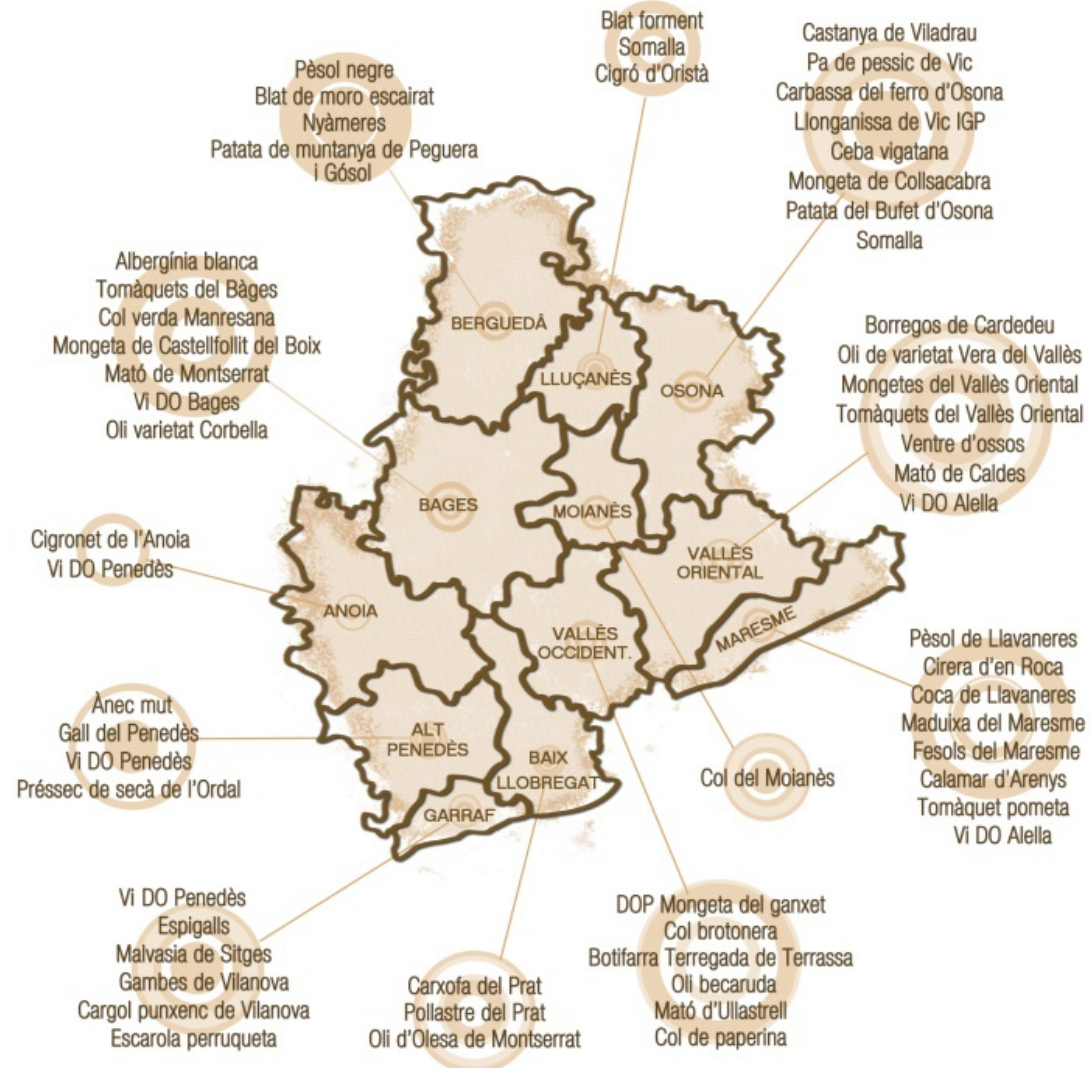 Blat forment
Somalla
Cigró d'Oristà
Castanya de Viladrau
Pa de pessic de Vic
Carbassa del ferro d'Osona
Llonganissa de Vic IGP
Ceba vigatana
Mongeta de Collsacabra
Patata del Bufet d'Osona
Somalla
Pèsol negre
Blat de moro escairat
Nyàmeres
Patata de muntanya de Peguera
i Gósol
Albergínia blanca
Tomàquets del Bàges
Col verda Manresana
Mongeta de Castellfollit del Boix
Mató de Montserrat
Vi DO Bages
Oli varietat Corbella
BERGUEDÂ
LLUÇANÈS
OSONA
Borregos de Cardedeu
Oli de varietat Vera del Vallès
Mongetes del Vallès Oriental
Tomàquets del Vallès Oriental
Ventre d'ossos
Mató de Caldes
Vi DO Alella
BAGES
MOIANÈS
VALLÈS
ORIENTAL
Cigronet de l'Anoia
Vi DO Penedès
ANOIA
VALLÈS
OCCIDENT.
MARESME
Pèsol de Llavaneres
Cirera d'en Roca
Coca de Llavaneres
Maduixa del Maresme
Fesols del Maresme
Calamar d'Arenys
Tomàquet pometa
Vi DO Alella
Ànec mut
Gall del Penedès
Vi DO Penedès
Préssec de secà de l'Ordal
ALT
PENEDÈS
BAIX
LLOBREGAT
GARRAF
Col del Moianès
Vi DO Penedès
Espigalls
Malvasia de Sitges
Gambes de Vilanova
Cargol punxenc de Vilanova
Escarola perruqueta
Carxofa del Prat
Pollastre del Prat
Oli d'Olesa de Montserrat
DOP Mongeta del ganxet
Col brotonera
Botifarra Terregada de Terrassa
Oli becaruda
Mató d'Ullastrell
Col de paperina